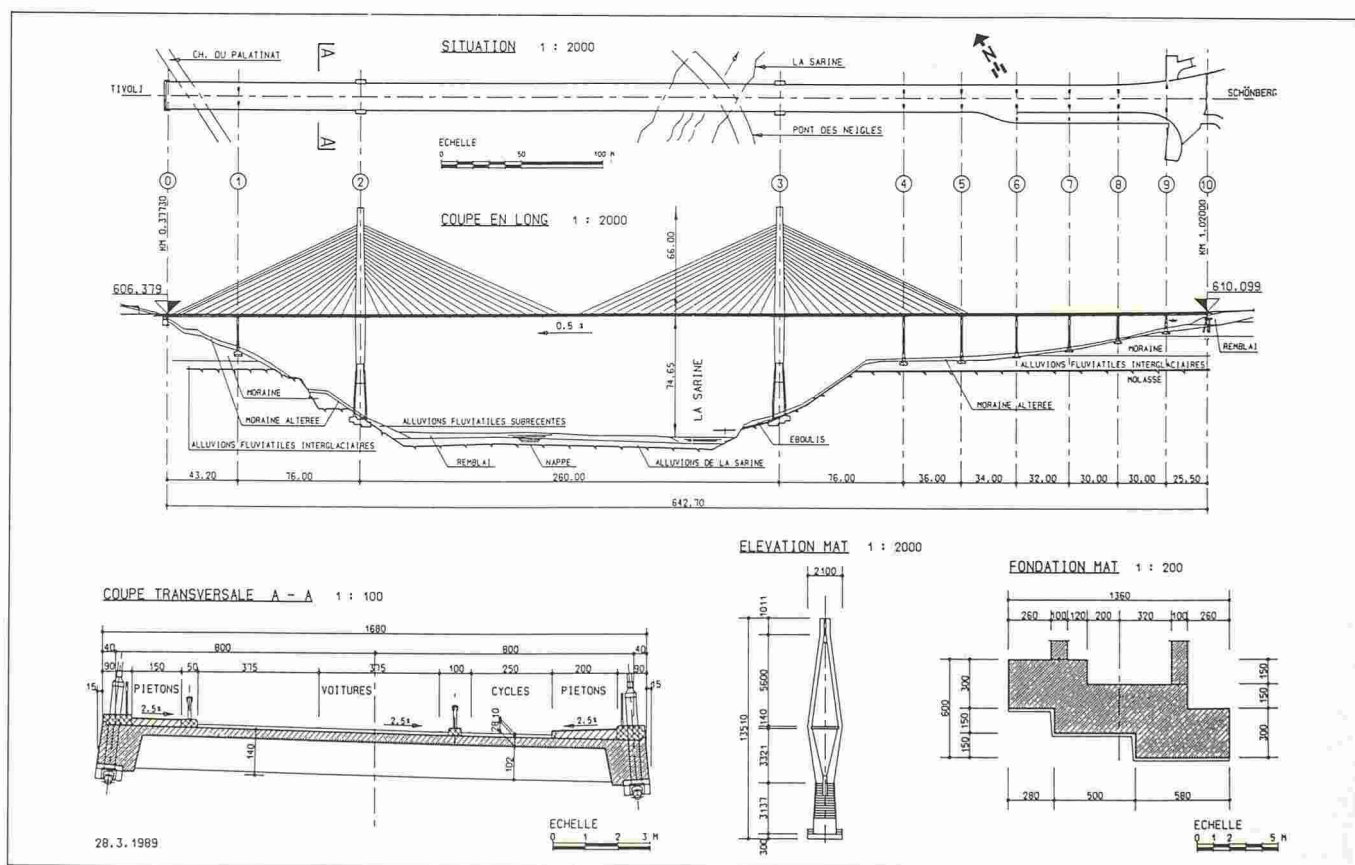 SITUATION 1 : 2000
CH. DU PALATINAT
A
A
TIVOLI
LA SARINE
N
SCHÖNBERG
PONT DES NEIGLES
ECHELLE
0 50 100 M
0 1 2 3 4 5 6 7 8 9 10
KM 0.37730
KM 1.02000
COUPE EN LONG 1 : 2000
66.00
606.379
610.099
0.5 %
74.65
LA SARINE
MORAINE
REMBLAI
ALLUVIONS FLUVIATILES INTERGLACIAIRES
MOLASSE
MORAINE
MORAINE ALTEREE
MORAINE ALTEREE
ALLUVIONS FLUVIATILES SUBRECENTES
EBOULIS
ALLUVIONS FLUVIATILES INTERGLACIAIRES
REMBLAI
NAPPE
ALLUVIONS DE LA SARINE
43.20 76.00 260.00 76.00 36.00 34.00 32.00 30.00 30.00 25.50
642.70
COUPE TRANSVERSALE A - A 1 : 100
1680
40 800 800 40
90 150 50 375 375 100 250 200 90
15 PIETONS VOITURES CYCLES PIETONS 15
2.5% 2.5% 2.5%
28.10
140
102
28.3.1989
ECHELLE
0 1 2 3 M
ELEVATION MAT 1 : 2000
2100
1011
5600
1140
3321
3137
300
13510
FONDATION MAT 1 : 200
1360
260 100 120 200 320 100 260
600
300
150
150
150
150
300
280 500 580
ECHELLE
0 1 2 5 M